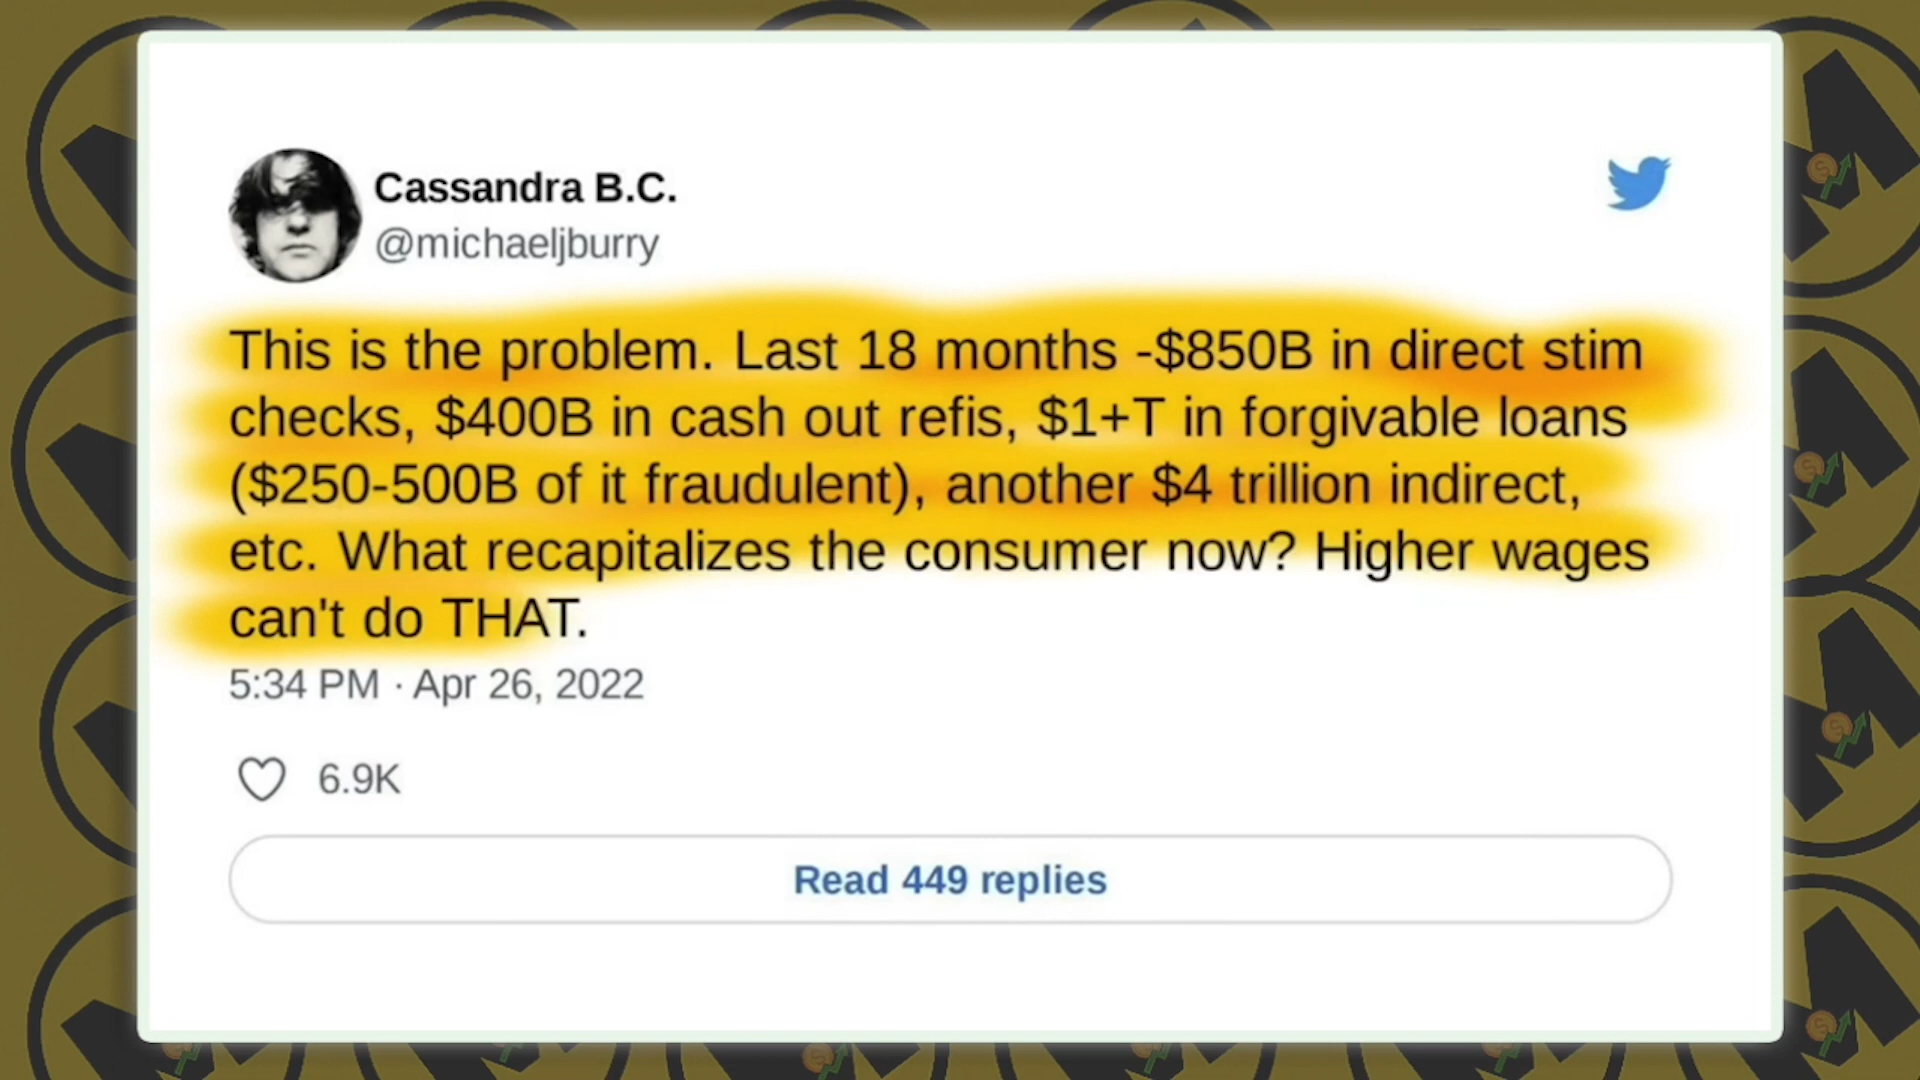 Cassandra B.C.
@michaeljburry
This is the problem. Last 18 months -$850B in direct stim
checks, $400B in cash out refis, $1+T in forgivable loans
($250-500B of it fraudulent), another $4 trillion indirect,
etc. What recapitalizes the consumer now? Higher wages
can't do THAT.
5:34 PM · Apr 26, 2022
6.9K
Read 449 replies